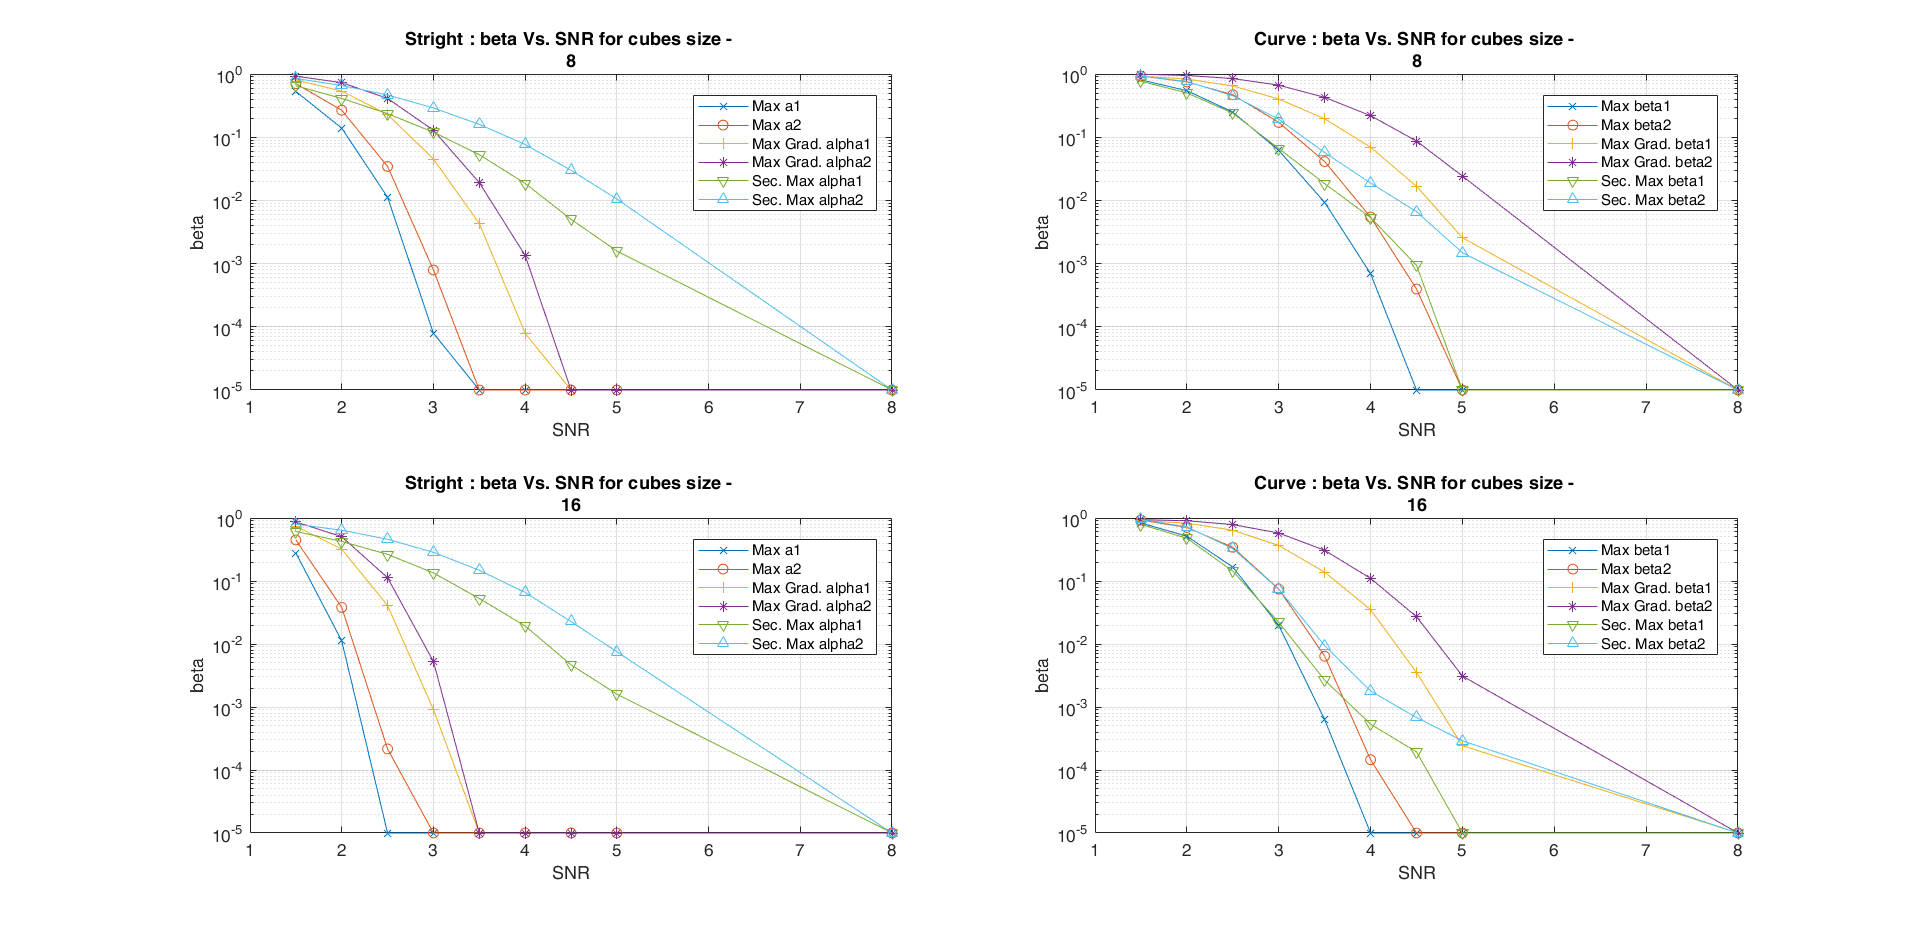 Stright : beta Vs. SNR for cubes size -
8
10^0
10^-1
10^-2
10^-3
10^-4
10^-5
beta
1 2 3 4 5 6 7 8
SNR
Max a1
Max a2
Max Grad. alpha1
Max Grad. alpha2
Sec. Max alpha1
Sec. Max alpha2
Curve : beta Vs. SNR for cubes size -
8
10^0
10^-1
10^-2
10^-3
10^-4
10^-5
beta
1 2 3 4 5 6 7 8
SNR
Max beta1
Max beta2
Max Grad. beta1
Max Grad. beta2
Sec. Max beta1
Sec. Max beta2
Stright : beta Vs. SNR for cubes size -
16
10^0
10^-1
10^-2
10^-3
10^-4
10^-5
beta
1 2 3 4 5 6 7 8
SNR
Max a1
Max a2
Max Grad. alpha1
Max Grad. alpha2
Sec. Max alpha1
Sec. Max alpha2
Curve : beta Vs. SNR for cubes size -
16
10^0
10^-1
10^-2
10^-3
10^-4
10^-5
beta
1 2 3 4 5 6 7 8
SNR
Max beta1
Max beta2
Max Grad. beta1
Max Grad. beta2
Sec. Max beta1
Sec. Max beta2